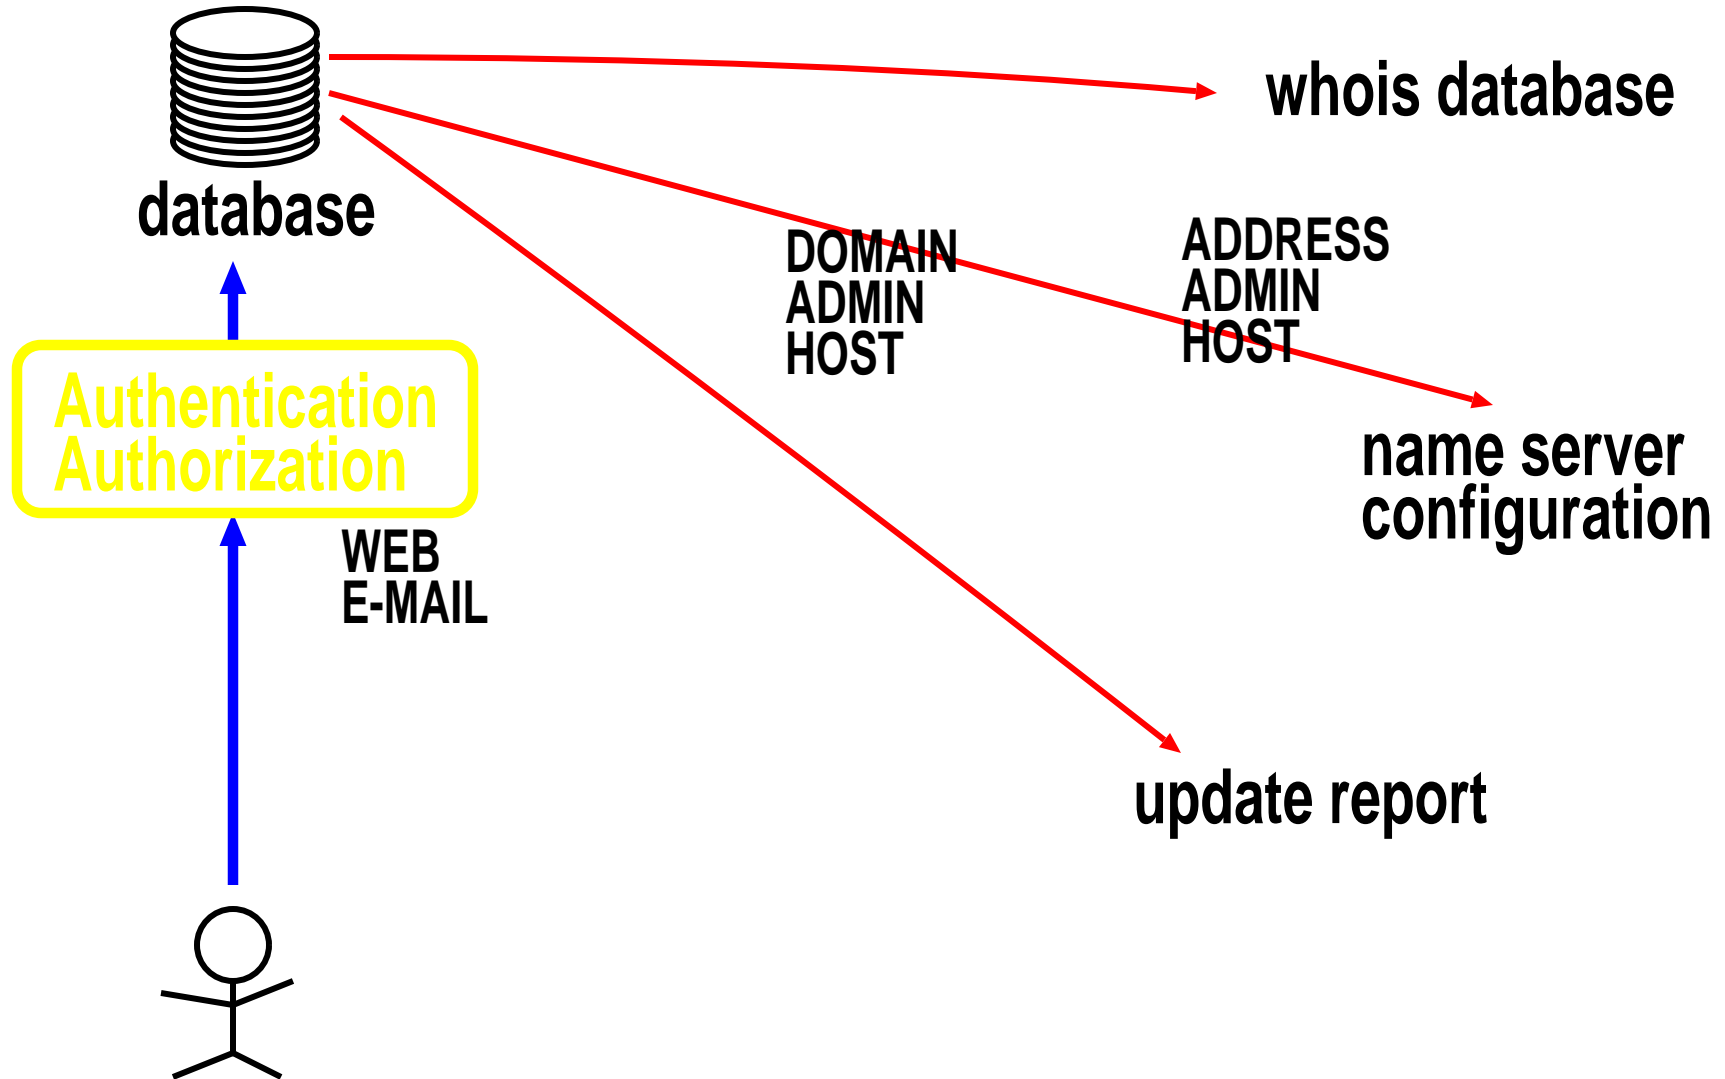 whois database
database
DOMAIN
ADMIN
HOST
ADDRESS
ADMIN
HOST
Authentication
Authorization
name server
configuration
WEB
E-MAIL
update report